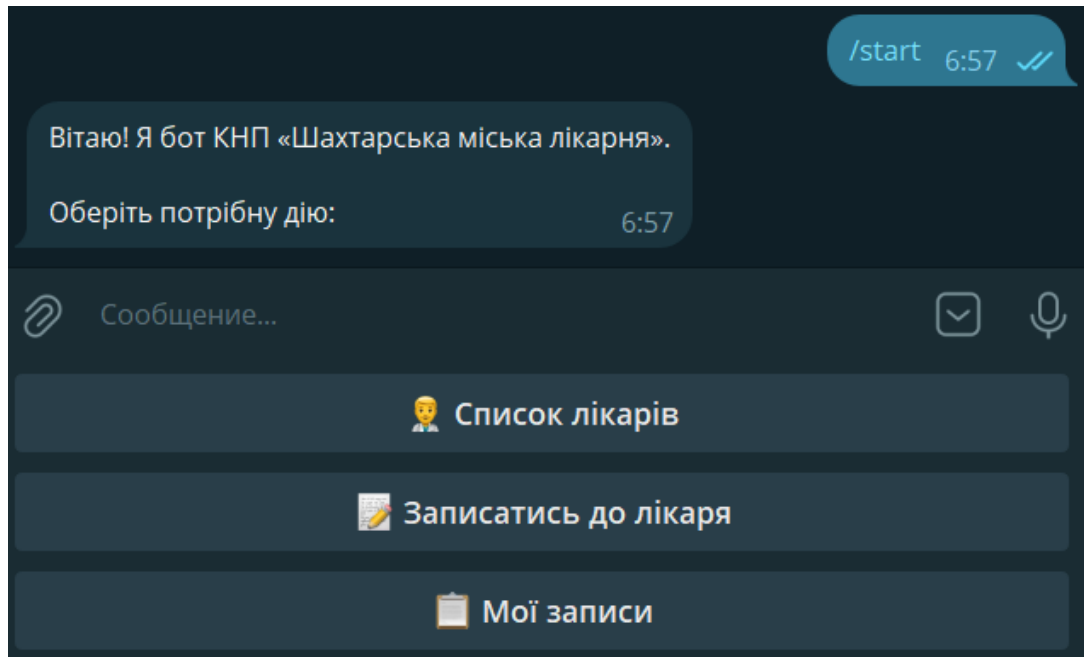 /start 6:57
Вітаю! Я бот КНП «Шахтарська міська лікарня».
Оберіть потрібну дію:
6:57
Сообщение...
Список лікарів
Записатись до лікаря
Мої записи